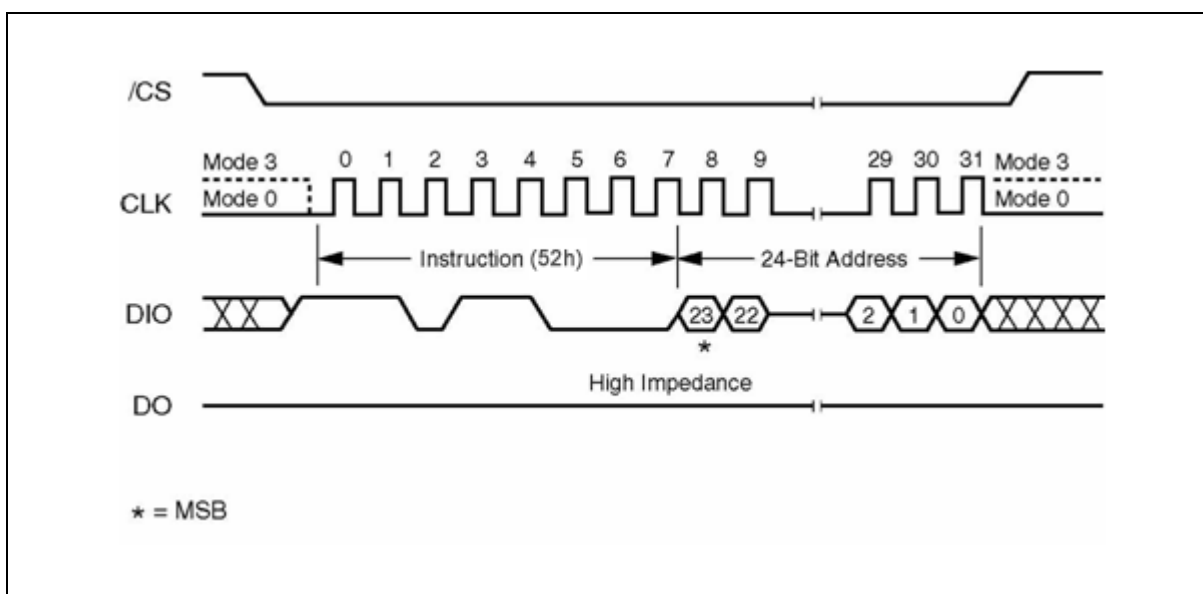 /CS
Mode 3 0 1 2 3 4 5 6 7 8 9 29 30 31 Mode 3
CLK Mode 0 Mode 0
Instruction (52h) 24-Bit Address
DIO 23 22 2 1 0
*
High Impedance
DO
* = MSB